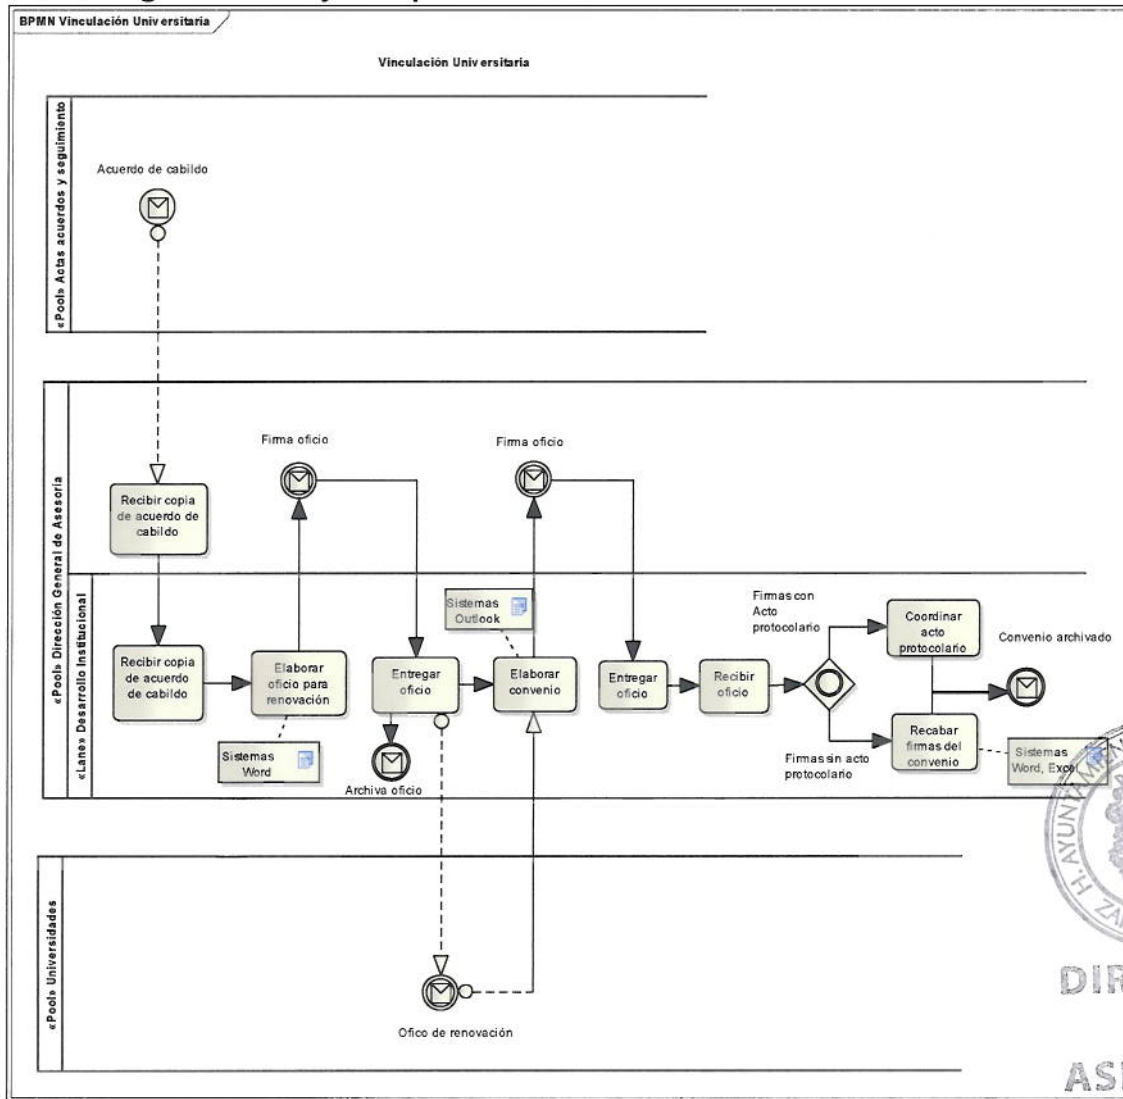 BPMN Vinculación Universitaria
Vinculación Universitaria
«Pool» Actas acuerdos y seguimiento
Acuerdo de cabildo
«Pool» Dirección General de Asesoría
Firma oficio
Firma oficio
Recibir copia
de acuerdo de
cabildo
«Lane» Desarrollo Institucional
Sistemas
Outlook
Firmas con
Acto
protocolario
Coordinar
acto
protocolario
Convenio archivado
Recibir copia
de acuerdo
de cabildo
Elaborar
oficio para
renovación
Entregar
oficio
Elaborar
convenio
Entregar
oficio
Recibir
oficio
Recabar
firmas del
convenio
Sistemas
Word
Archiva oficio
Firmas sin acto
protocolario
Sistemas
Word, Excel
H. AYUNTAMIEN
«Pool» Universidades
Ofico de renovación